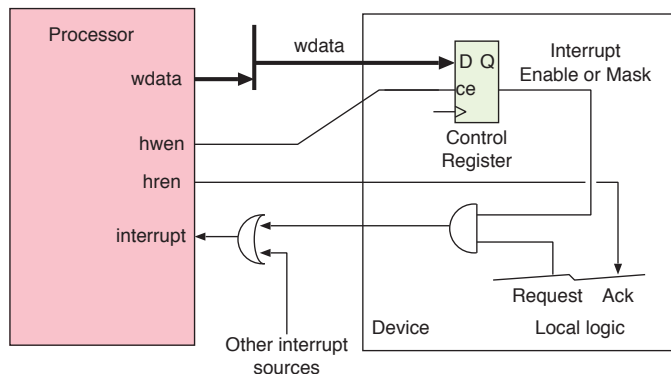 Processor
wdata
wdata
D Q
ce
Interrupt
Enable or Mask
hwen
Control
Register
hren
interrupt
Request
Ack
Device
Local logic
Other interrupt
sources